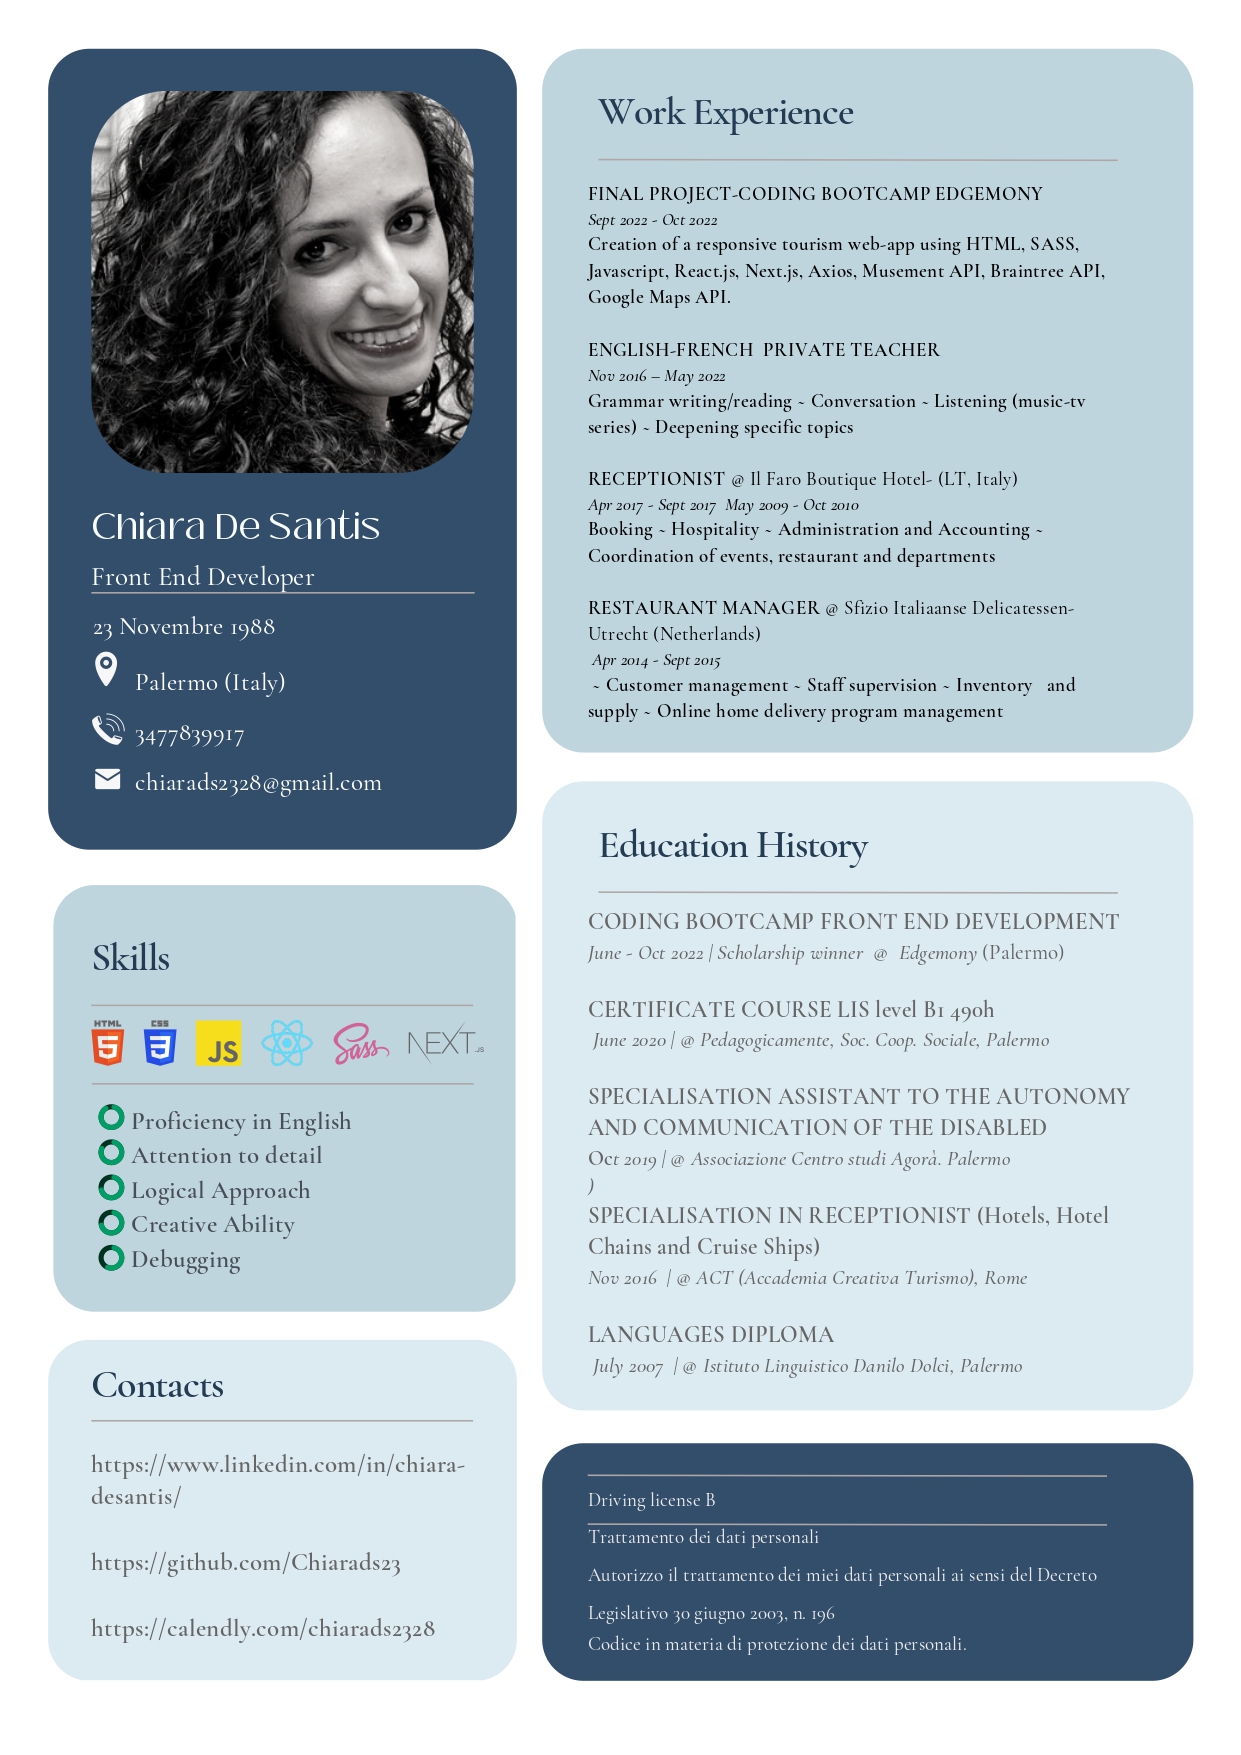 Chiara De Santis
Front End Developer
23 Novembre 1988
Palermo (Italy)
3477839917
chiarads2328@gmail.com
Skills
HTML CSS JS Sass NEXT.JS
Proficiency in English
Attention to detail
Logical Approach
Creative Ability
Debugging
Contacts
https://www.linkedin.com/in/chiara-
desantis/
https://github.com/Chiarads23
https://calendly.com/chiarads2328
Work Experience
FINAL PROJECT-CODING BOOTCAMP EDGEMONY
Sept 2022 - Oct 2022
Creation of a responsive tourism web-app using HTML, SASS,
Javascript, React.js, Next.js, Axios, Musement API, Braintree API,
Google Maps API.
ENGLISH-FRENCH PRIVATE TEACHER
Nov 2016 – May 2022
Grammar writing/reading ~ Conversation ~ Listening (music-tv
series) ~ Deepening specific topics
RECEPTIONIST @ Il Faro Boutique Hotel- (LT, Italy)
Apr 2017 - Sept 2017 May 2009 - Oct 2010
Booking ~ Hospitality ~ Administration and Accounting ~
Coordination of events, restaurant and departments
RESTAURANT MANAGER @ Sfizio Italiaanse Delicatessen-
Utrecht (Netherlands)
Apr 2014 - Sept 2015
~ Customer management ~ Staff supervision ~ Inventory and
supply ~ Online home delivery program management
Education History
CODING BOOTCAMP FRONT END DEVELOPMENT
June - Oct 2022 | Scholarship winner @ Edgemony (Palermo)
CERTIFICATE COURSE LIS level B1 490h
June 2020 | @ Pedagogicamente, Soc. Coop. Sociale, Palermo
SPECIALISATION ASSISTANT TO THE AUTONOMY
AND COMMUNICATION OF THE DISABLED
Oct 2019 | @ Associazione Centro studi Agorà. Palermo
)
SPECIALISATION IN RECEPTIONIST (Hotels, Hotel
Chains and Cruise Ships)
Nov 2016 | @ ACT (Accademia Creativa Turismo), Rome
LANGUAGES DIPLOMA
July 2007 | @ Istituto Linguistico Danilo Dolci, Palermo
Driving license B
Trattamento dei dati personali
Autorizzo il trattamento dei miei dati personali ai sensi del Decreto
Legislativo 30 giugno 2003, n. 196
Codice in materia di protezione dei dati personali.